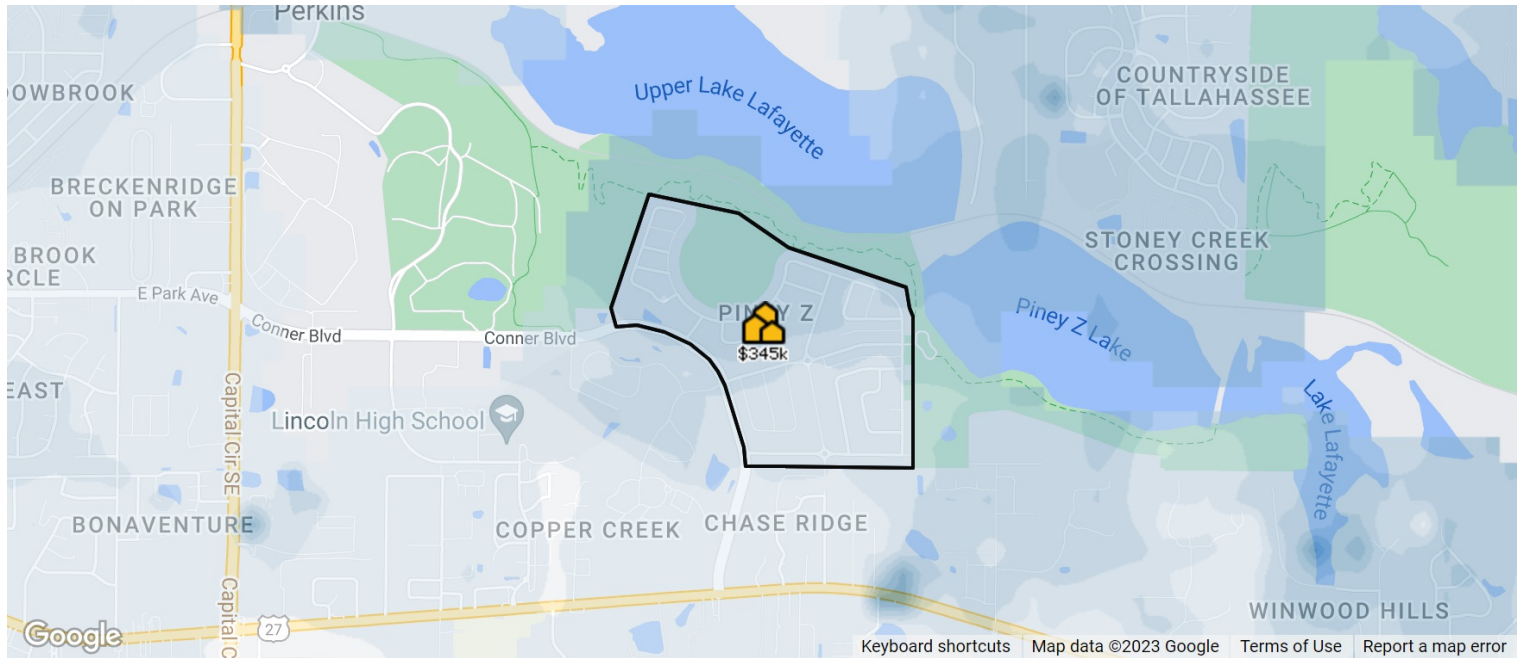 Perkins
OWBROOK
Upper Lake Lafayette
COUNTRYSIDE
OF TALLAHASSEE
BRECKENRIDGE
ON PARK
BROOK
RCLE
E Park Ave
Conner Blvd
Conner Blvd
PINEY Z
$345k
STONEY CREEK
CROSSING
Piney Z Lake
EAST
Capital Cir SE
Lincoln High School
Lake Lafayette
BONAVENTURE
COPPER CREEK
CHASE RIDGE
Capital C
27
WINWOOD HILLS
Google
Keyboard shortcuts
Map data ©2023 Google
Terms of Use
Report a map error